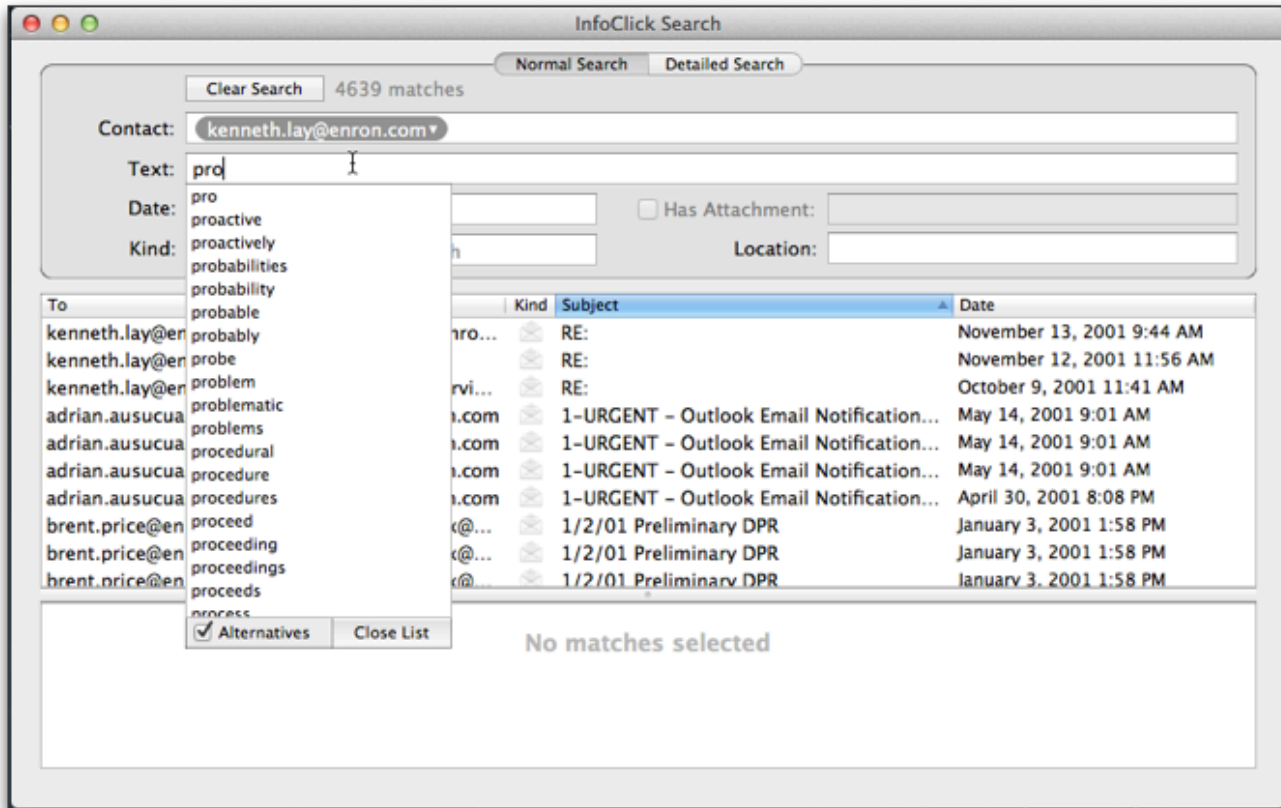 InfoClick Search
Normal Search Detailed Search
Clear Search 4639 matches
Contact: kenneth.lay@enron.com
Text: pro
Date: Has Attachment:
Kind: h Location:
pro
proactive
proactively
probabilities
probability
probable
probably
probe
problem
problematic
problems
procedural
procedure
procedures
proceed
proceeding
proceedings
proceeds
process
Alternatives Close List
To Kind Subject Date
kenneth.lay@en nro... RE: November 13, 2001 9:44 AM
kenneth.lay@en RE: November 12, 2001 11:56 AM
kenneth.lay@en rvi... RE: October 9, 2001 11:41 AM
adrian.ausucua n.com 1-URGENT - Outlook Email Notification... May 14, 2001 9:01 AM
adrian.ausucua n.com 1-URGENT - Outlook Email Notification... May 14, 2001 9:01 AM
adrian.ausucua n.com 1-URGENT - Outlook Email Notification... May 14, 2001 9:01 AM
adrian.ausucua n.com 1-URGENT - Outlook Email Notification... April 30, 2001 8:08 PM
brent.price@en x@... 1/2/01 Preliminary DPR January 3, 2001 1:58 PM
brent.price@en x@... 1/2/01 Preliminary DPR January 3, 2001 1:58 PM
brent.price@en x@... 1/2/01 Preliminary DPR January 3, 2001 1:58 PM
No matches selected